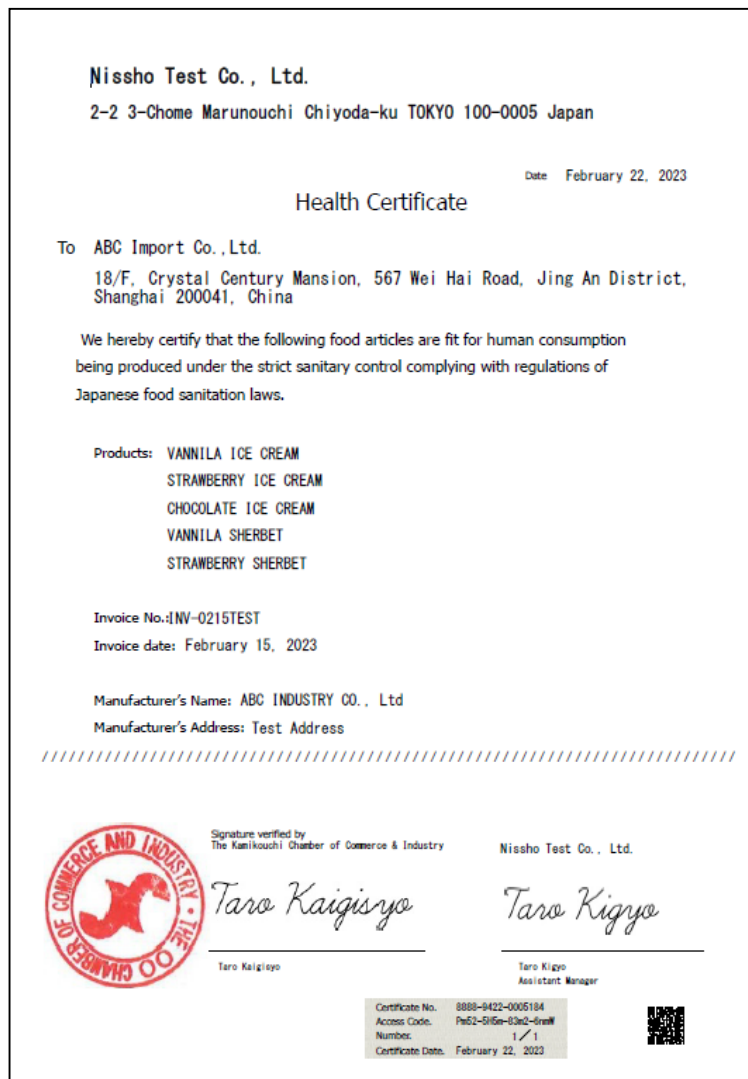 Nissho Test Co., Ltd.
2-2 3-Chome Marunouchi Chiyoda-ku TOKYO 100-0005 Japan
Date February 22, 2023
Health Certificate
To ABC Import Co.,Ltd.
18/F, Crystal Century Mansion, 567 Wei Hai Road, Jing An District,
Shanghai 200041, China
We hereby certify that the following food articles are fit for human consumption
being produced under the strict sanitary control complying with regulations of
Japanese food sanitation laws.
Products: VANNILA ICE CREAM
STRAWBERRY ICE CREAM
CHOCOLATE ICE CREAM
VANNILA SHERBET
STRAWBERRY SHERBET
Invoice No.:INV-0215TEST
Invoice date: February 15, 2023
Manufacturer's Name: ABC INDUSTRY CO., Ltd
Manufacturer's Address: Test Address
///////////////////////////////////////////////////////////////////////////////
THE OO CHAMBER OF COMMERCE AND INDUSTRY
Signature verified by
The Kamikouchi Chamber of Commerce & Industry
Taro Kaigisyo
Taro Kaigisyo
Nissho Test Co., Ltd.
Taro Kigyo
Taro Kigyo
Assistant Manager
Certificate No. 8888-9422-0005184
Access Code. Pm52-5H5m-83m2-6nmW
Number. 1/1
Certificate Date. February 22, 2023